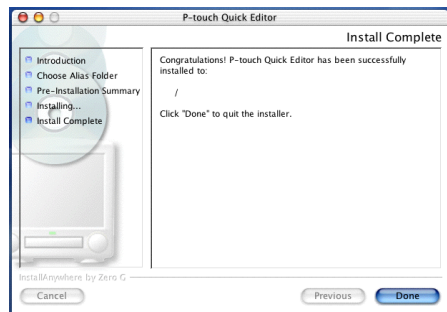 P-touch Quick Editor
Install Complete
Introduction
Choose Alias Folder
Pre-Installation Summary
Installing...
Install Complete
Congratulations! P-touch Quick Editor has been successfully
installed to:
/
Click "Done" to quit the installer.
InstallAnywhere by Zero G
Cancel
Previous
Done